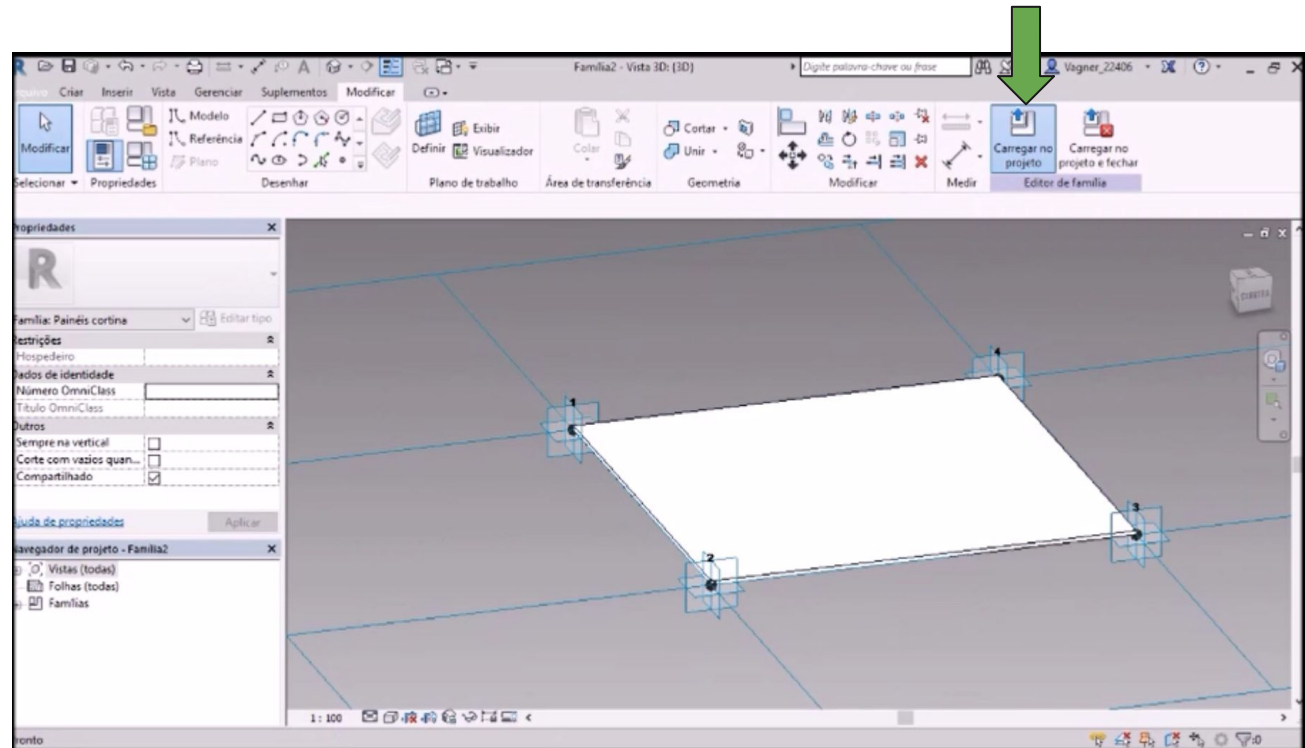 Família2 - Vista 3D: {3D}
Digite palavra-chave ou frase
Vagner_22406
Criar Inserir Vista Gerenciar Suplementos Modificar
Modificar
Modelo
Referência
Plano
Definir
Exibir
Visualizador
Colar
Cortar
Unir
Carregar no projeto
Carregar no projeto e fechar
Selecionar Propriedades Desenhar Plano de trabalho Área de transferência Geometria Modificar Medir Editor de família
Propriedades
R
Família: Painéis cortina
Editar tipo
Restrições
Hospedeiro
Dados de identidade
Número OmniClass
Título OmniClass
Outros
Sempre na vertical
Corte com vazios quan...
Compartilhado
Ajuda de propriedades
Aplicar
Navegador de projeto - Família2
Vistas (todas)
Folhas (todas)
Famílias
1
4
3
2
1 : 100
Pronto
:0